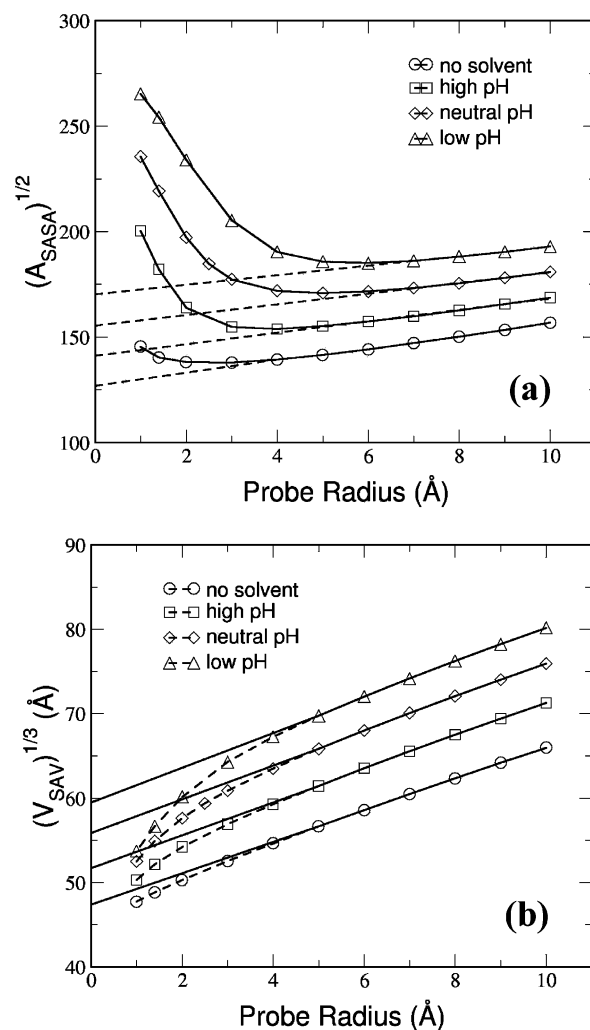 300
250
200
150
100
(A_SASA)^1/2
no solvent
high pH
neutral pH
low pH
(a)
0 2 4 6 8 10
Probe Radius (Å)
90
80
70
60
50
40
(V_SAV)^1/3 (Å)
no solvent
high pH
neutral pH
low pH
(b)
0 2 4 6 8 10
Probe Radius (Å)